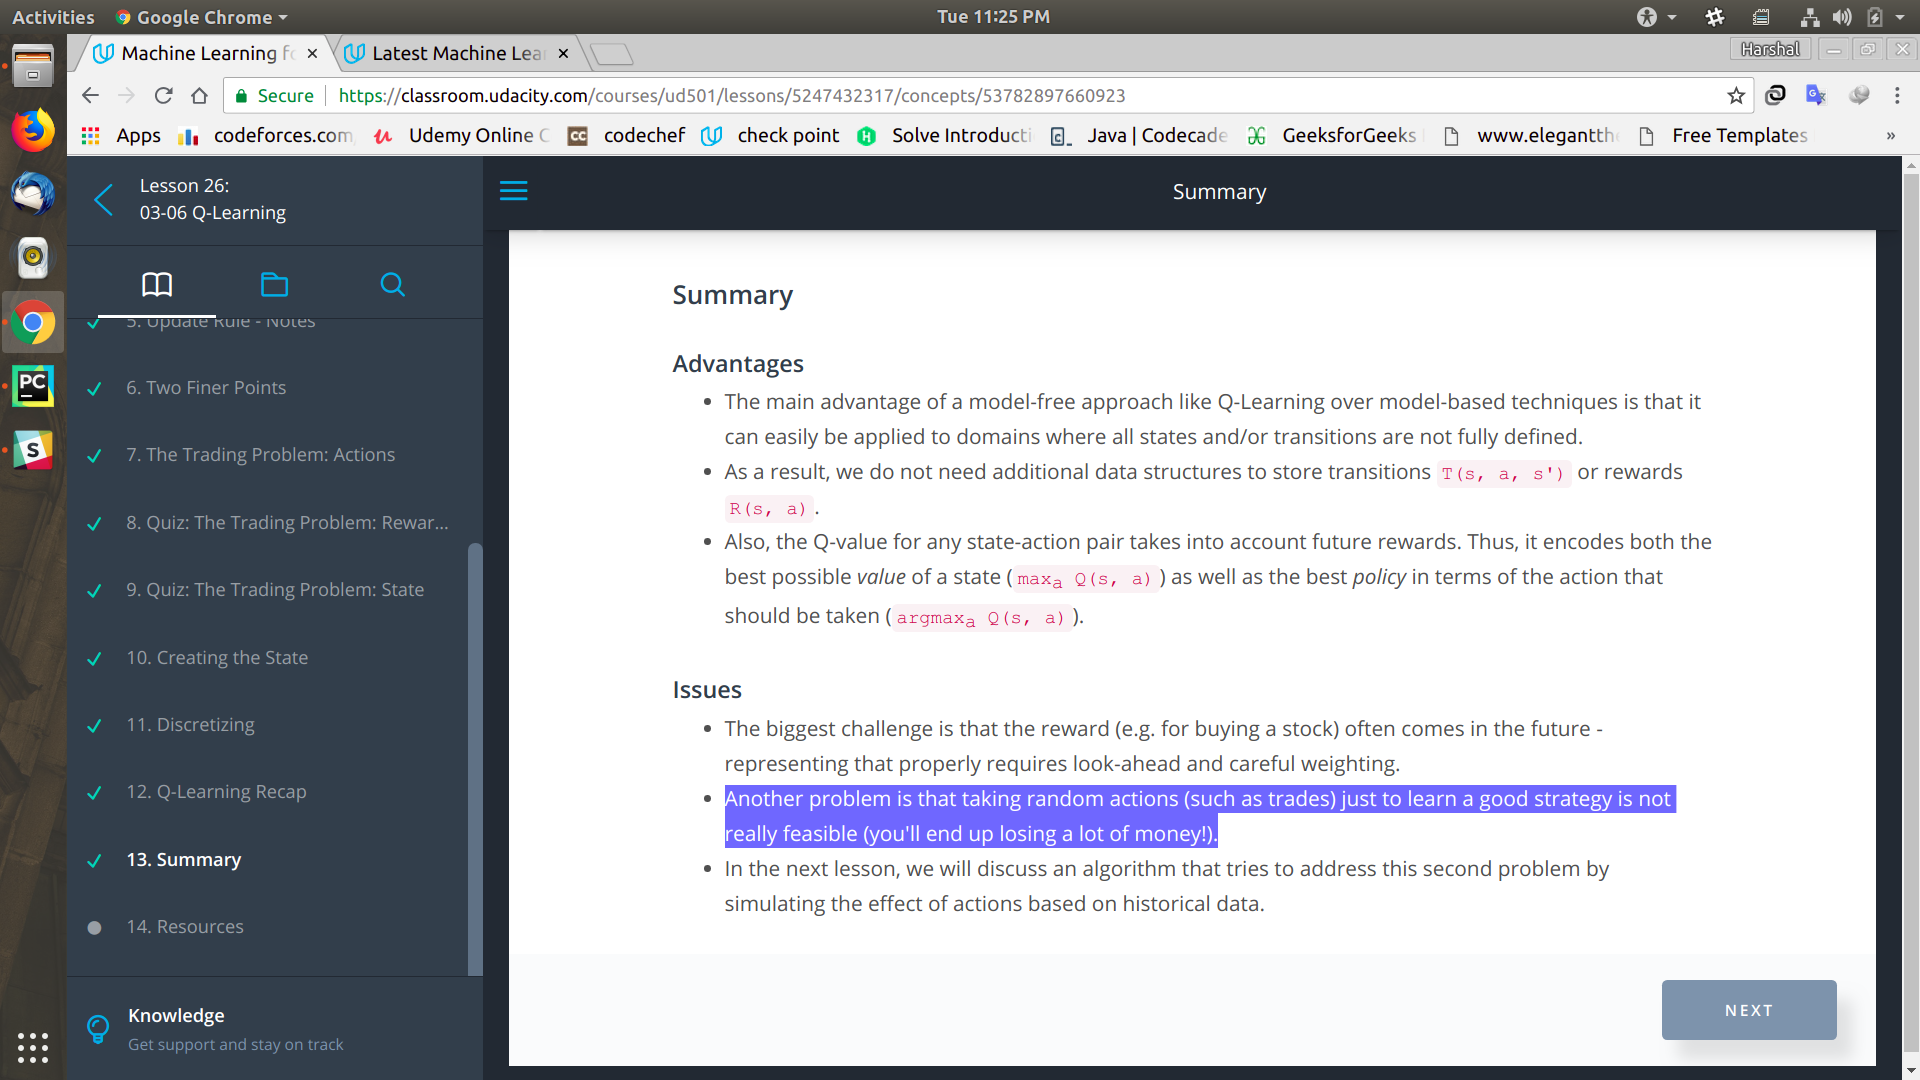 Activities
Google Chrome
Tue 11:25 PM
Machine Learning fo
Latest Machine Lear
Harshal
Secure
https://classroom.udacity.com/courses/ud501/lessons/5247432317/concepts/53782897660923
Apps
codeforces.com
Udemy Online C
CC
codechef
check point
Solve Introducti
Java | Codecade
GeeksforGeeks
www.elegantthe
Free Templates
»
Lesson 26:
03-06 Q-Learning
Summary
5. Update Rule - Notes
6. Two Finer Points
7. The Trading Problem: Actions
8. Quiz: The Trading Problem: Rewar...
9. Quiz: The Trading Problem: State
10. Creating the State
11. Discretizing
12. Q-Learning Recap
13. Summary
14. Resources
Knowledge
Get support and stay on track
PC
S
Summary
Advantages
The main advantage of a model-free approach like Q-Learning over model-based techniques is that it
can easily be applied to domains where all states and/or transitions are not fully defined.
As a result, we do not need additional data structures to store transitions T(s, a, s') or rewards
R(s, a).
Also, the Q-value for any state-action pair takes into account future rewards. Thus, it encodes both the
best possible value of a state (maxa Q(s, a)) as well as the best policy in terms of the action that
should be taken (argmaxa Q(s, a)).
Issues
The biggest challenge is that the reward (e.g. for buying a stock) often comes in the future -
representing that properly requires look-ahead and careful weighting.
Another problem is that taking random actions (such as trades) just to learn a good strategy is not
really feasible (you'll end up losing a lot of money!).
In the next lesson, we will discuss an algorithm that tries to address this second problem by
simulating the effect of actions based on historical data.
NEXT